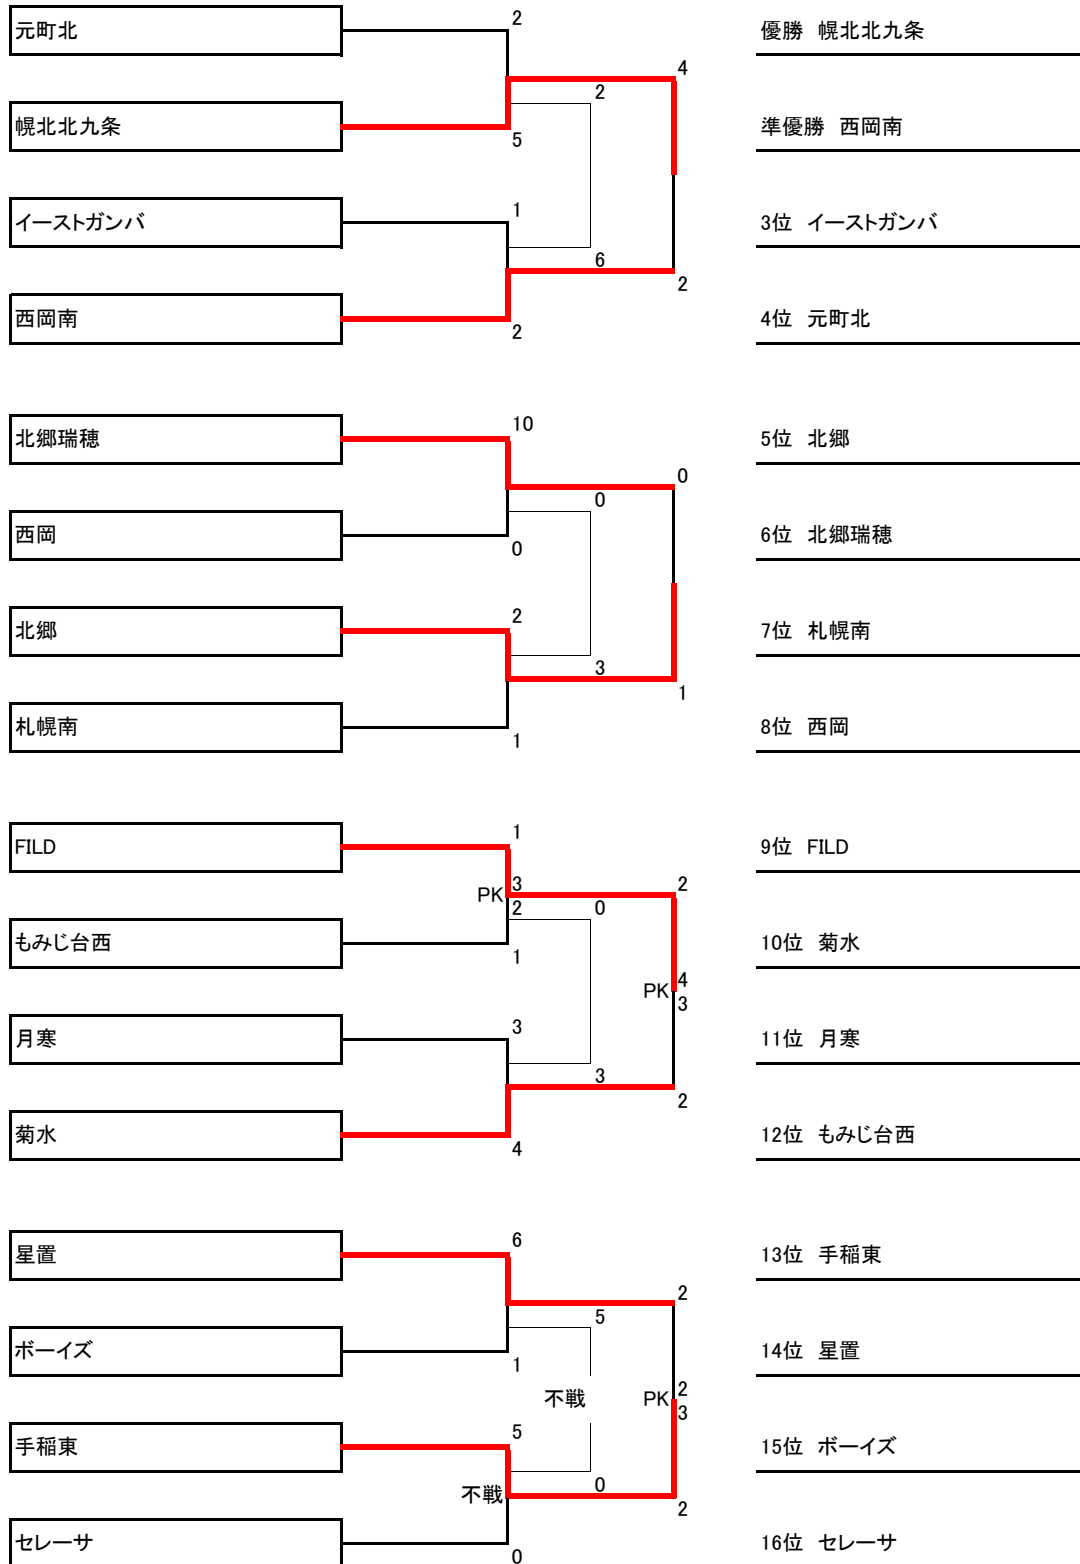 2
元町北
優勝 幌北北九条
4
2
幌北北九条
準優勝 西岡南
5
1
イーストガンバ
3位 イーストガンバ
6
2
西岡南
4位 元町北
2
10
北郷瑞穂
5位 北郷
0
0
西岡
6位 北郷瑞穂
0
2
北郷
7位 札幌南
3
1
札幌南
8位 西岡
1
1
FILD
9位 FILD
3
2
PK
2
0
もみじ台西
10位 菊水
1
4
PK
3
3
月寒
11位 月寒
3
2
菊水
12位 もみじ台西
4
6
星置
13位 手稲東
2
5
ボーイズ
14位 星置
1
2
不戦 PK
3
5
手稲東
15位 ボーイズ
0
不戦
2
セレーサ
16位 セレーサ
0